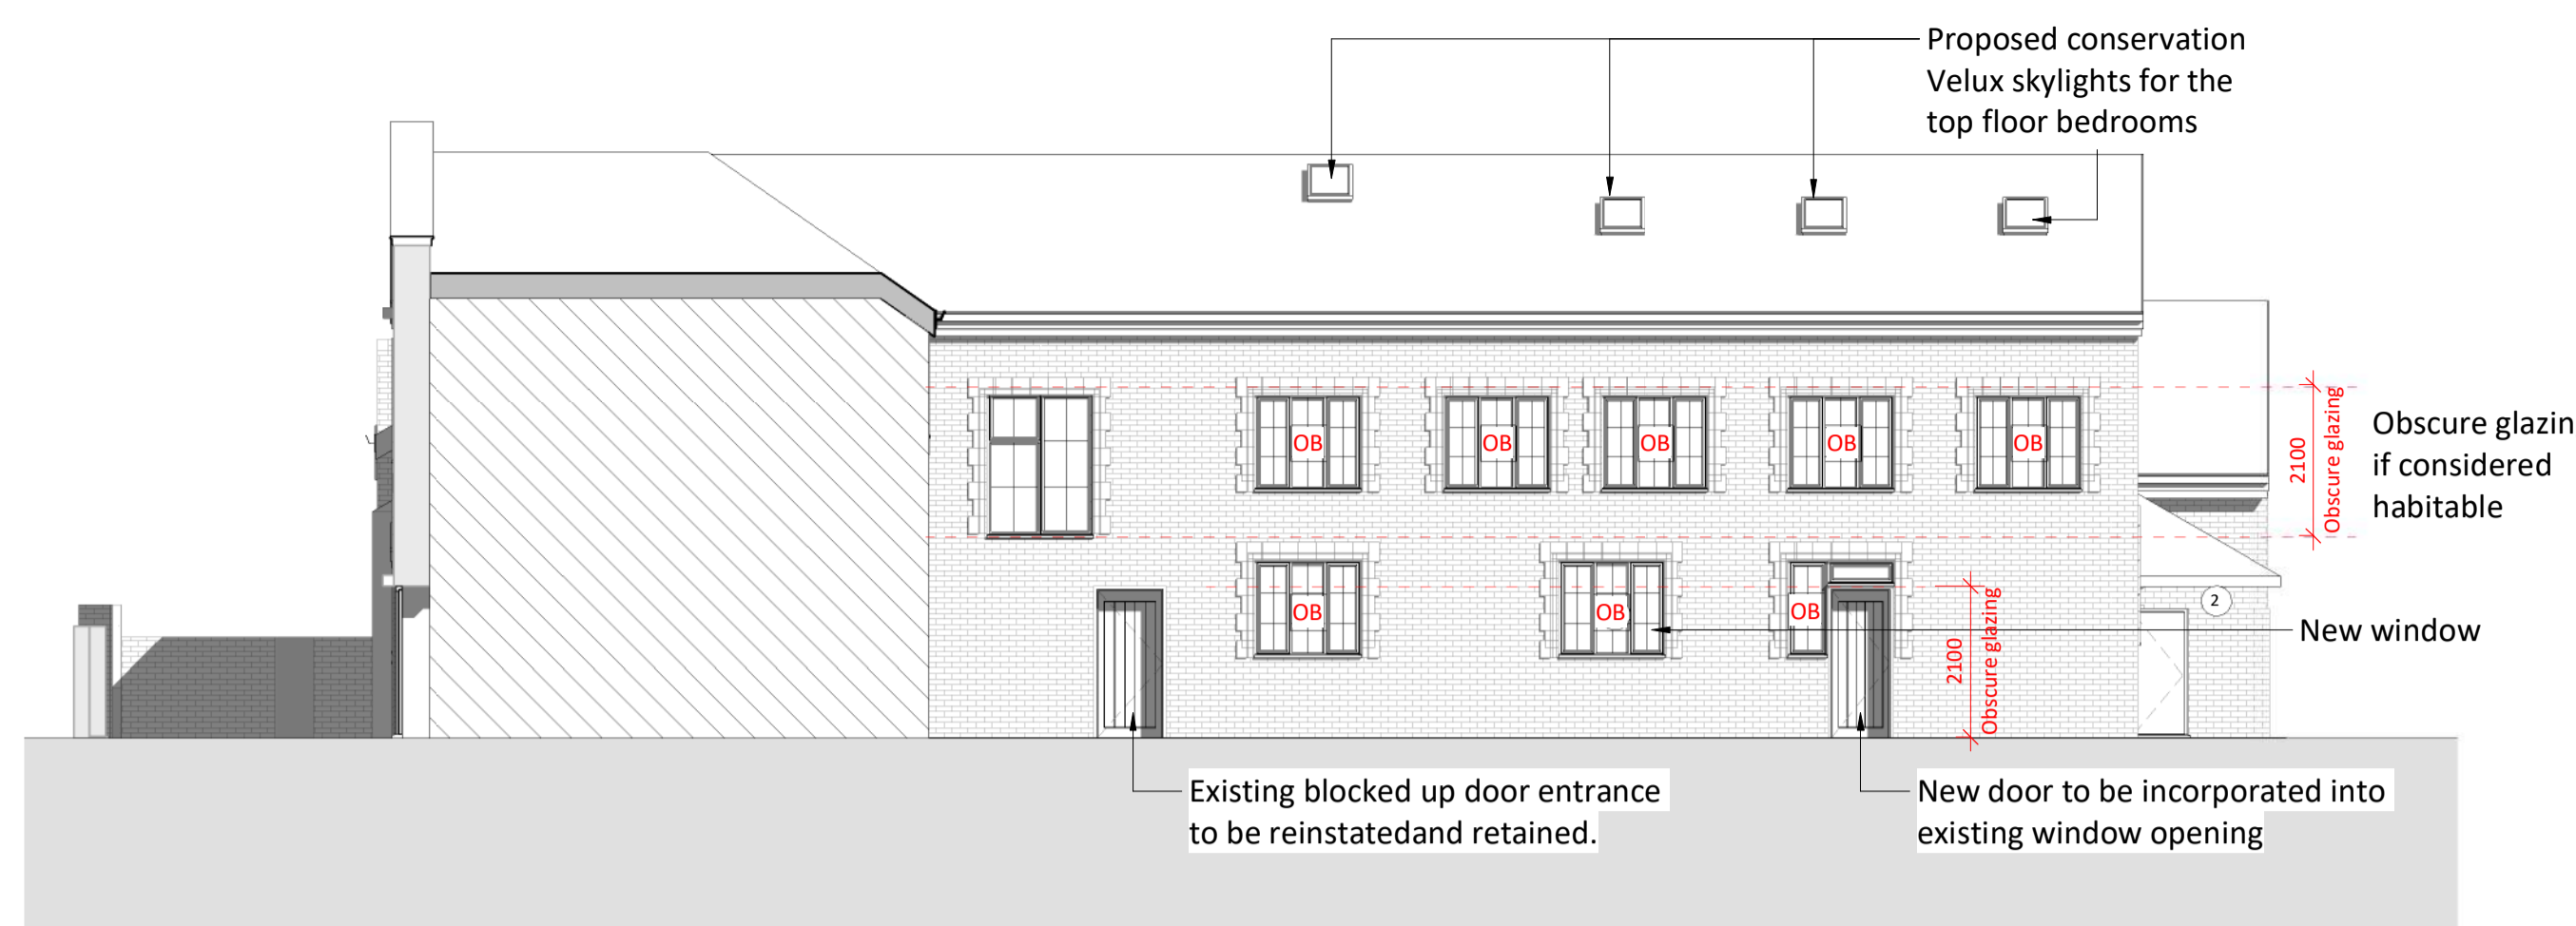 Proposed conservation
Velux skylights for the
top floor bedrooms
OB
OB
OB
OB
OB
2100
Obscure glazing
Obscure glazin
if considered
habitable
OB
OB
OB
2100
Obscure glazing
2
New window
Existing blocked up door entrance
to be reinstatedand retained.
New door to be incorporated into
existing window opening